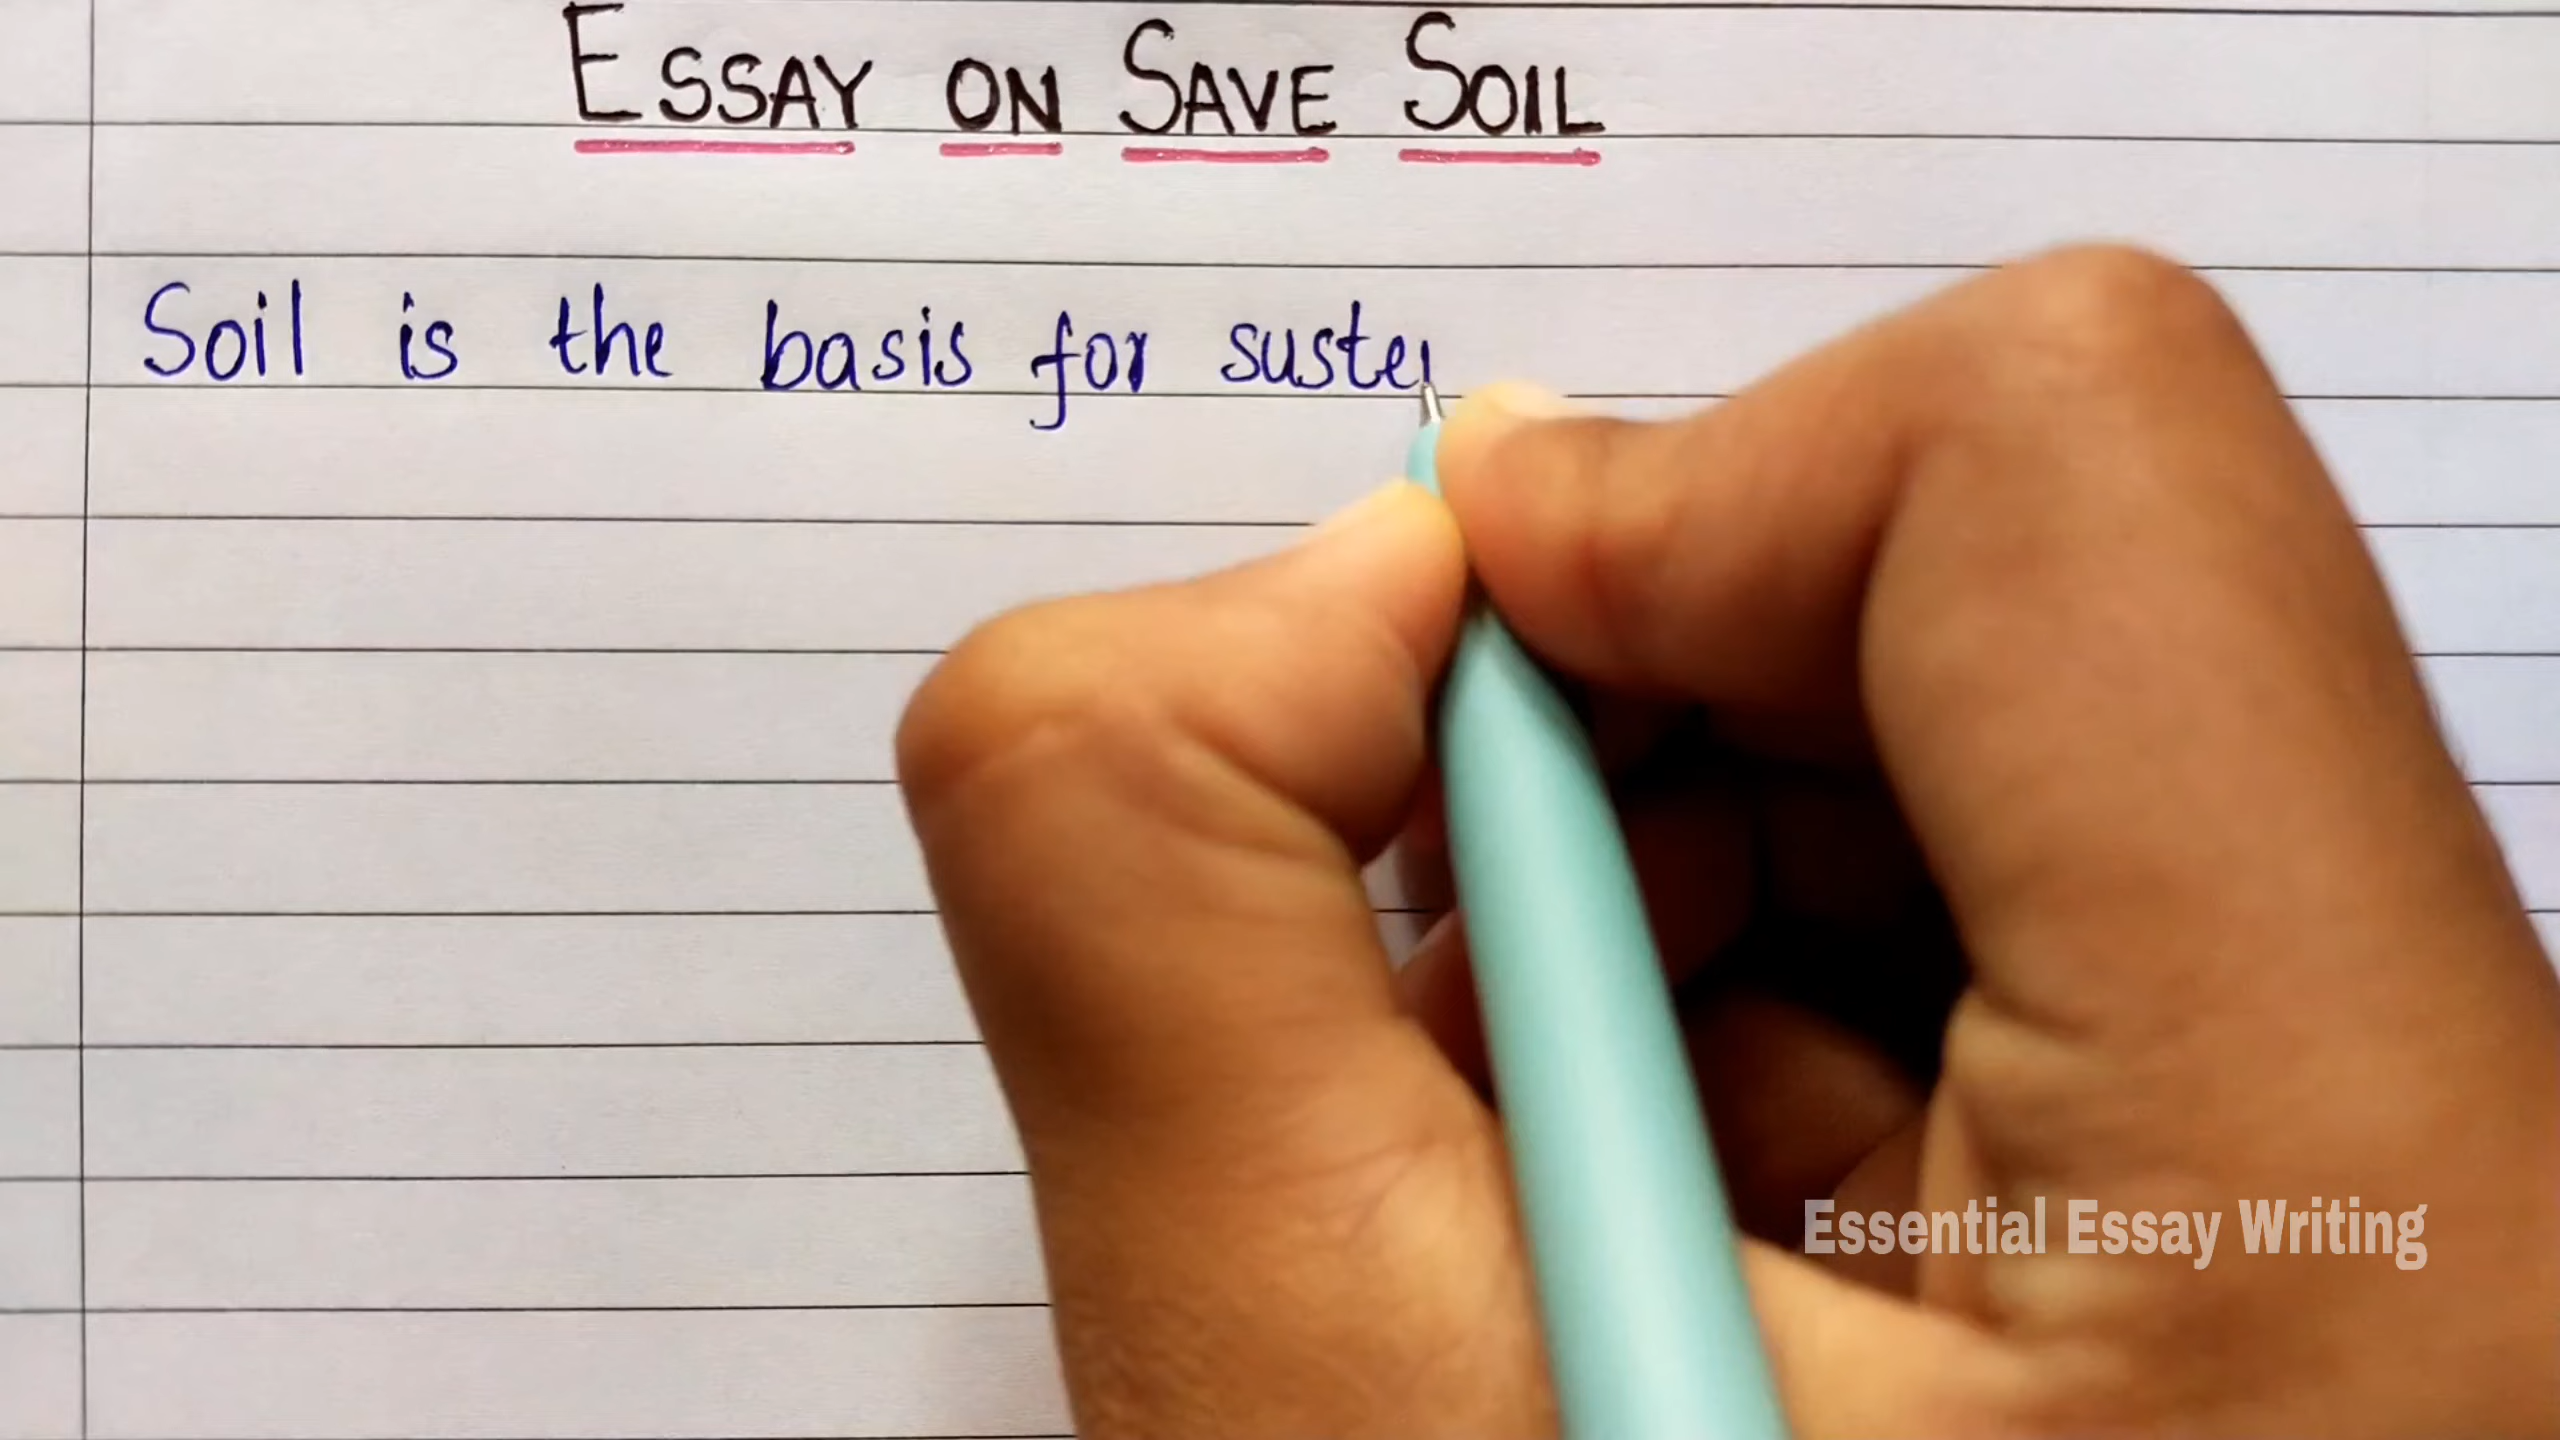 ESSAY ON SAVE SOIL
Soil is the basis for suste
Essential Essay Writing